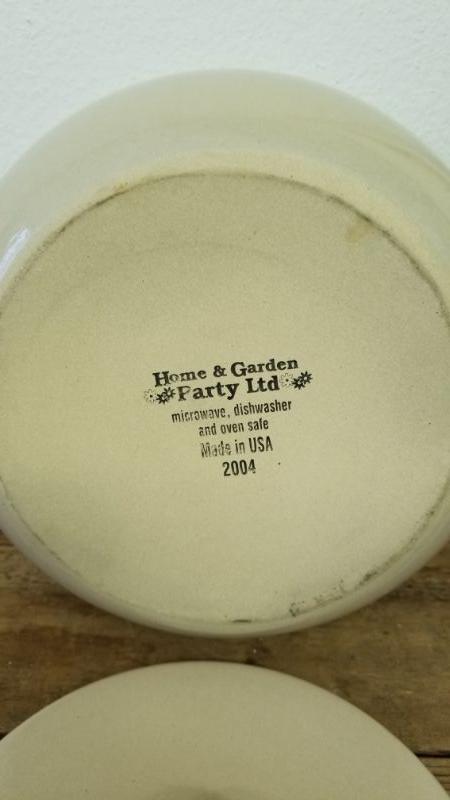 Home & Garden
Party Ltd
microwave, dishwasher
and oven safe
Made in USA
2004